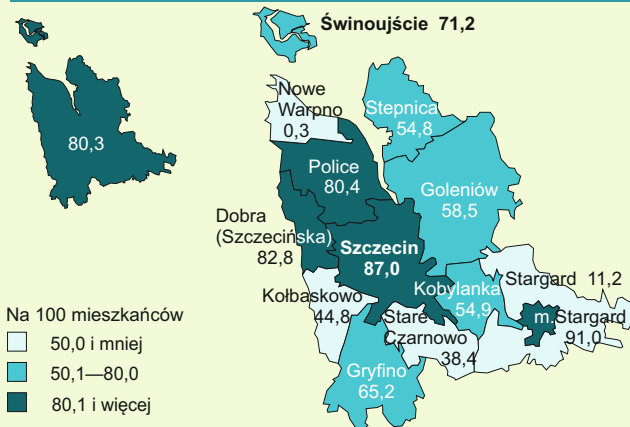 Świnoujście 71,2
80,3
Nowe
Warpno
0,3
Stepnica
54,8
Police
80,4
Goleniów
58,5
Dobra
(Szczecińska)
82,8
Szczecin
87,0
Kołbaskowo
44,8
Kobylanka
54,9
Stargard 11,2
m. Stargard
91,0
Stare
Czarnowo
38,4
Gryfino
65,2
Na 100 mieszkańców
50,0 i mniej
50,1—80,0
80,1 i więcej